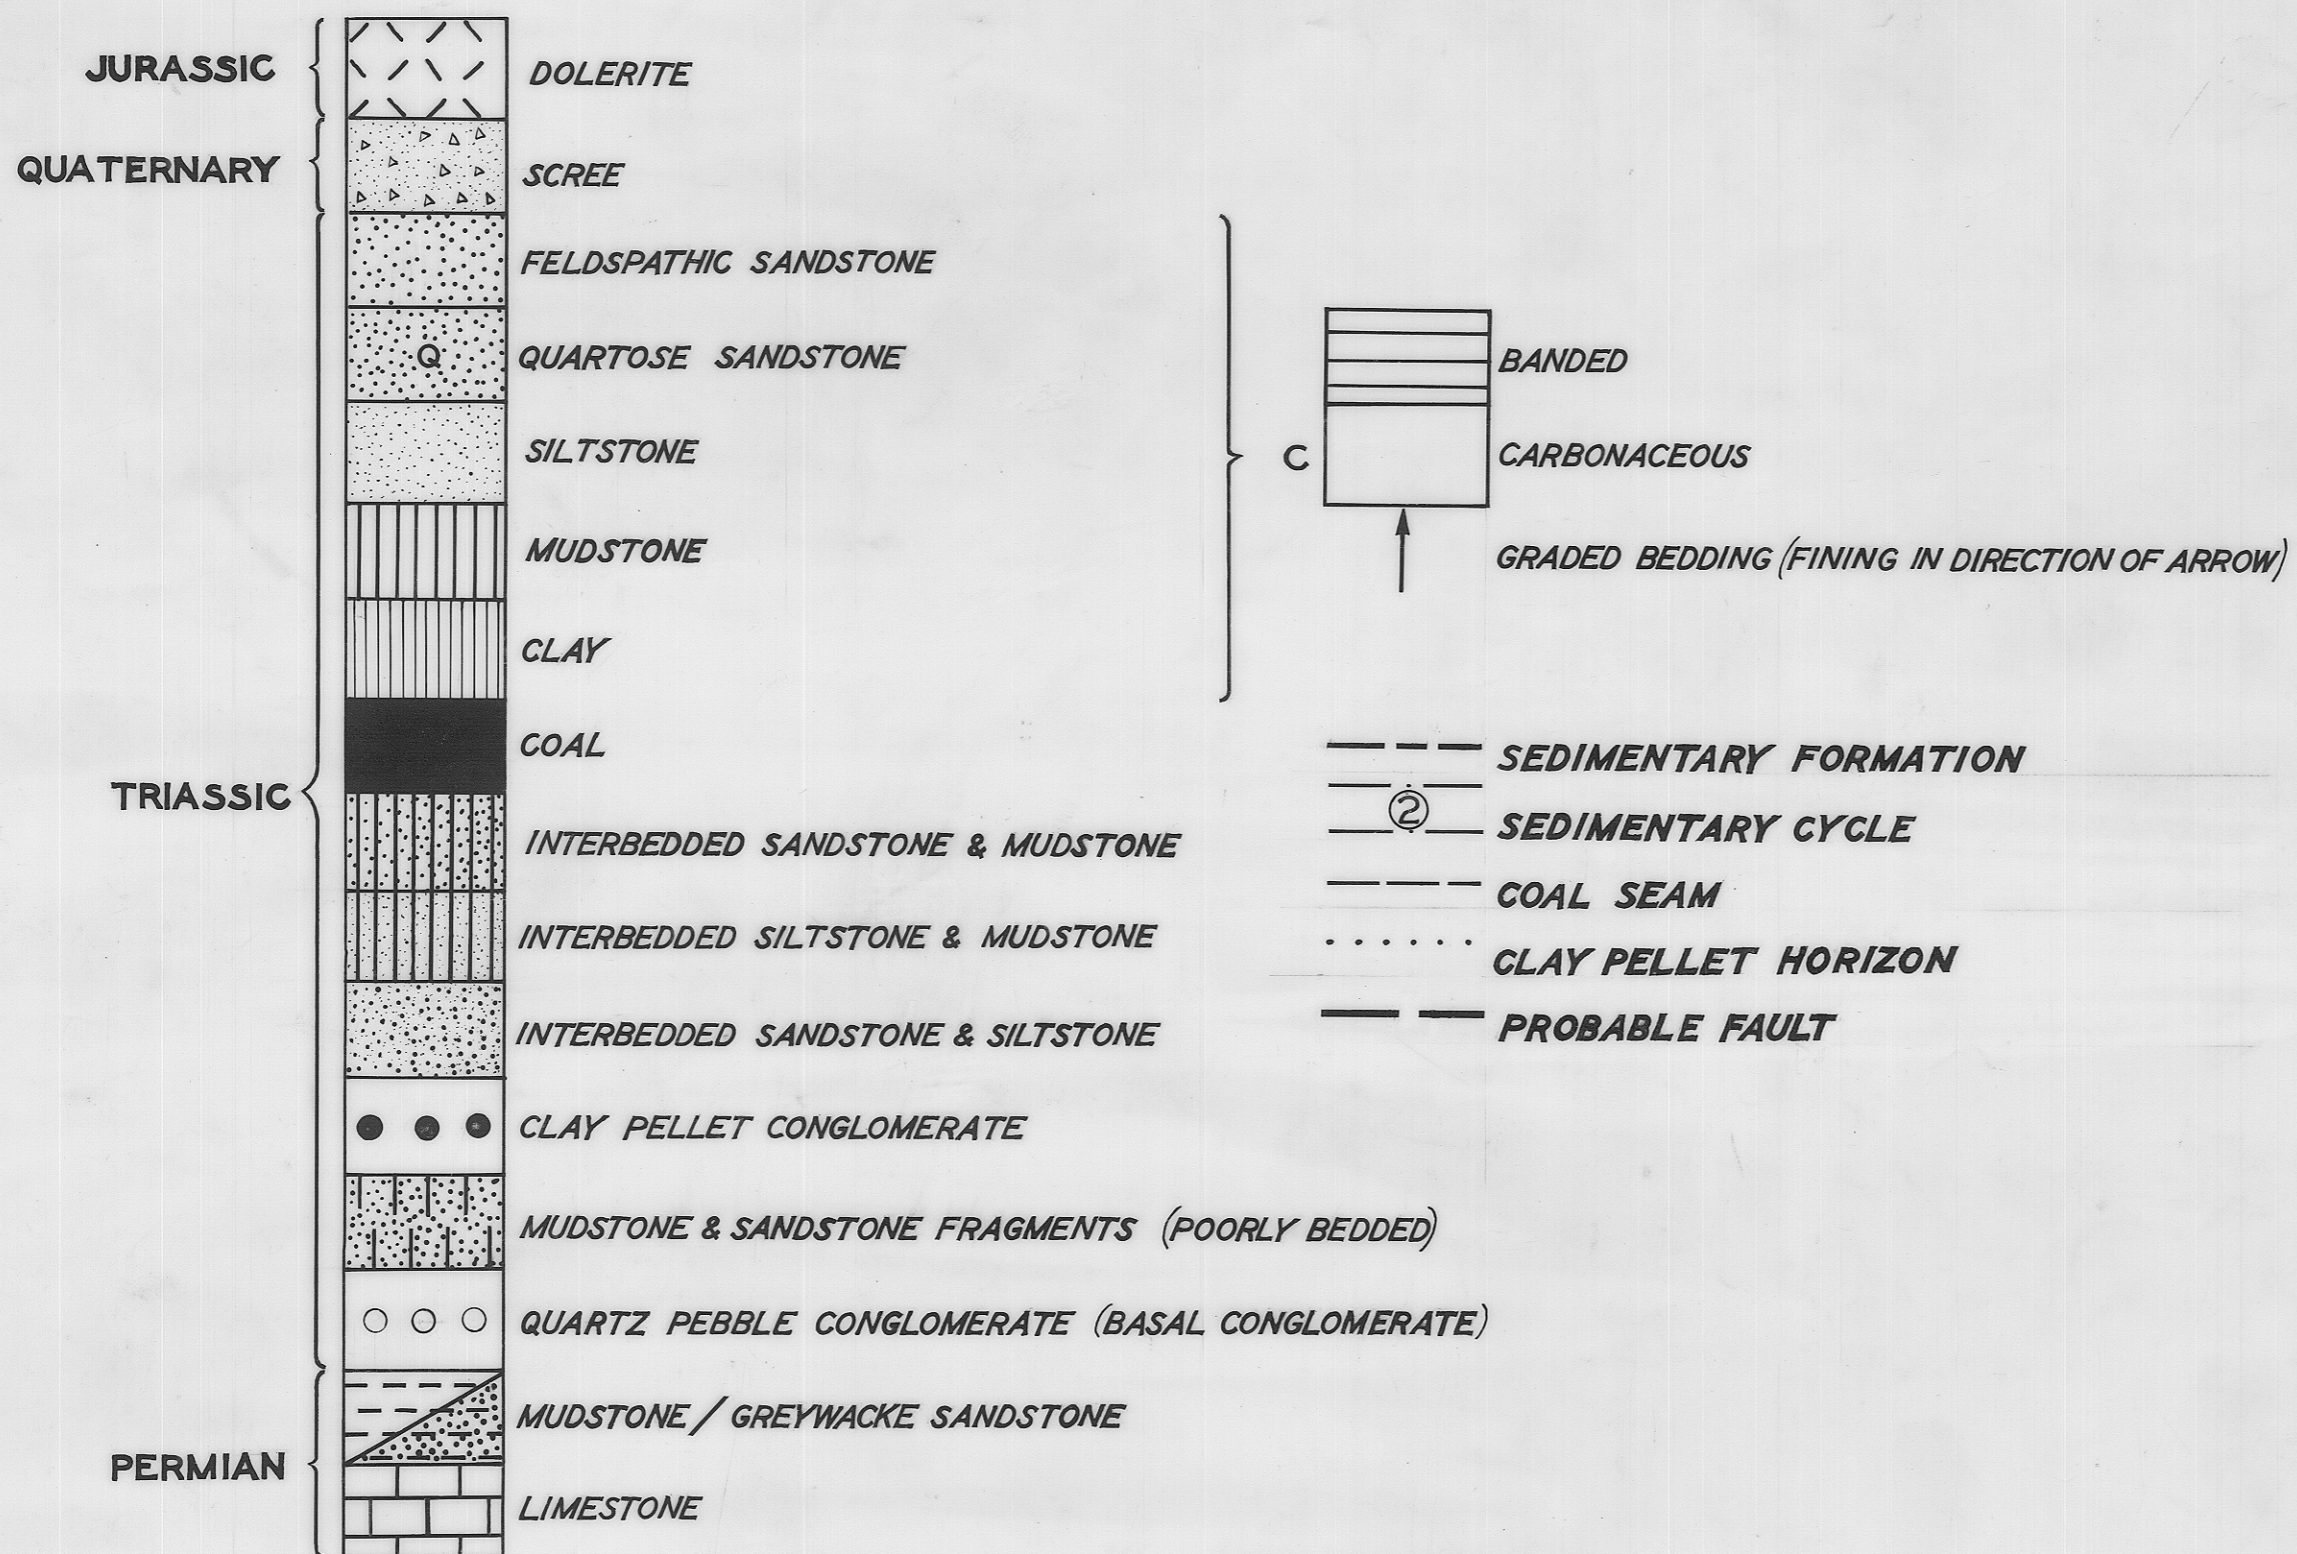 JURASSIC
DOLERITE
QUATERNARY
SCREE
FELDSPATHIC SANDSTONE
Q
QUARTOSE SANDSTONE
SILTSTONE
MUDSTONE
CLAY
TRIASSIC
COAL
INTERBEDDED SANDSTONE & MUDSTONE
INTERBEDDED SILTSTONE & MUDSTONE
INTERBEDDED SANDSTONE & SILTSTONE
CLAY PELLET CONGLOMERATE
MUDSTONE & SANDSTONE FRAGMENTS (POORLY BEDDED)
QUARTZ PEBBLE CONGLOMERATE (BASAL CONGLOMERATE)
PERMIAN
MUDSTONE / GREYWACKE SANDSTONE
LIMESTONE
BANDED
C
CARBONACEOUS
GRADED BEDDING (FINING IN DIRECTION OF ARROW)
SEDIMENTARY FORMATION
2
SEDIMENTARY CYCLE
COAL SEAM
CLAY PELLET HORIZON
PROBABLE FAULT